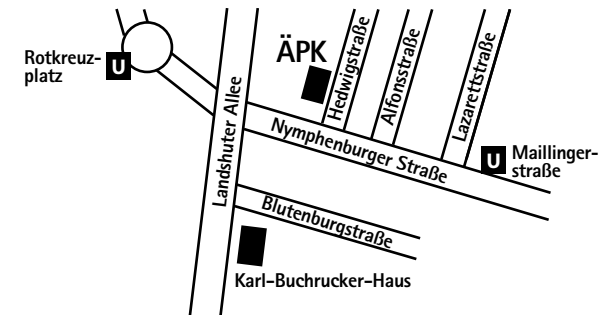 Rotkreuz-
platz
U
ÄPK
Hedwigstraße
Alfonsstraße
Lazarettstraße
Landshuter Allee
Nymphenburger Straße
U
Maillinger-
straße
Blutenburgstraße
Karl-Buchrucker-Haus